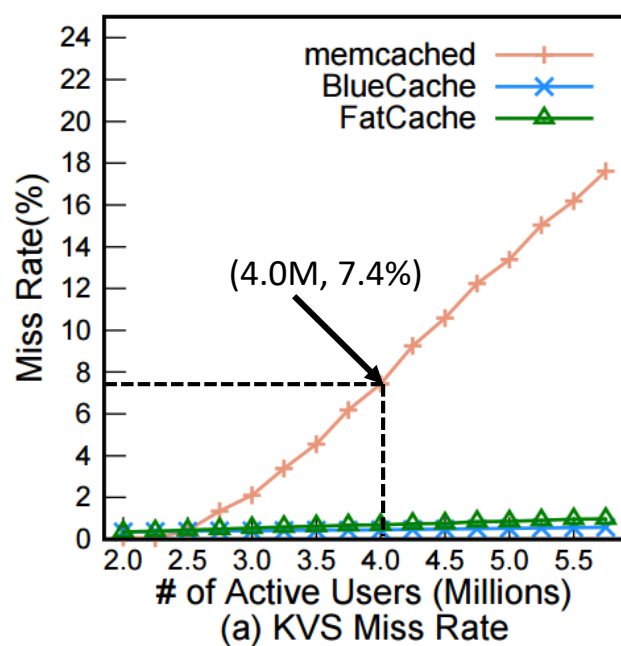 24
22
20
18
16
14
12
10
8
6
4
2
0
Miss Rate(%)
memcached
BlueCache
FatCache
(4.0M, 7.4%)
2.0 2.5 3.0 3.5 4.0 4.5 5.0 5.5
# of Active Users (Millions)
(a) KVS Miss Rate